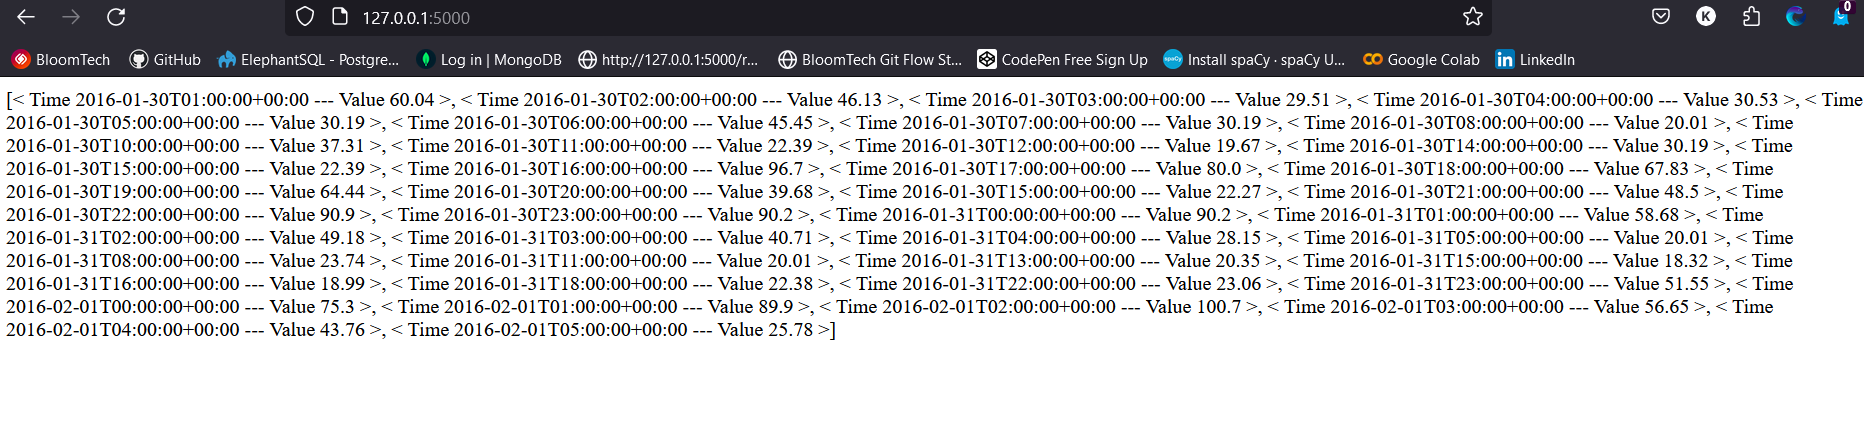 127.0.0.1:5000
0
K
BloomTech
GitHub
ElephantSQL - Postgre...
Log in | MongoDB
http://127.0.0.1:5000/r...
BloomTech Git Flow St...
CodePen Free Sign Up
spaCy
Install spaCy · spaCy U...
Google Colab
in
LinkedIn
[< Time 2016-01-30T01:00:00+00:00 --- Value 60.04 >, < Time 2016-01-30T02:00:00+00:00 --- Value 46.13 >, < Time 2016-01-30T03:00:00+00:00 --- Value 29.51 >, < Time 2016-01-30T04:00:00+00:00 --- Value 30.53 >, < Time
2016-01-30T05:00:00+00:00 --- Value 30.19 >, < Time 2016-01-30T06:00:00+00:00 --- Value 45.45 >, < Time 2016-01-30T07:00:00+00:00 --- Value 30.19 >, < Time 2016-01-30T08:00:00+00:00 --- Value 20.01 >, < Time
2016-01-30T10:00:00+00:00 --- Value 37.31 >, < Time 2016-01-30T11:00:00+00:00 --- Value 22.39 >, < Time 2016-01-30T12:00:00+00:00 --- Value 19.67 >, < Time 2016-01-30T14:00:00+00:00 --- Value 30.19 >, < Time
2016-01-30T15:00:00+00:00 --- Value 22.39 >, < Time 2016-01-30T16:00:00+00:00 --- Value 96.7 >, < Time 2016-01-30T17:00:00+00:00 --- Value 80.0 >, < Time 2016-01-30T18:00:00+00:00 --- Value 67.83 >, < Time
2016-01-30T19:00:00+00:00 --- Value 64.44 >, < Time 2016-01-30T20:00:00+00:00 --- Value 39.68 >, < Time 2016-01-30T15:00:00+00:00 --- Value 22.27 >, < Time 2016-01-30T21:00:00+00:00 --- Value 48.5 >, < Time
2016-01-30T22:00:00+00:00 --- Value 90.9 >, < Time 2016-01-30T23:00:00+00:00 --- Value 90.2 >, < Time 2016-01-31T00:00:00+00:00 --- Value 90.2 >, < Time 2016-01-31T01:00:00+00:00 --- Value 58.68 >, < Time
2016-01-31T02:00:00+00:00 --- Value 49.18 >, < Time 2016-01-31T03:00:00+00:00 --- Value 40.71 >, < Time 2016-01-31T04:00:00+00:00 --- Value 28.15 >, < Time 2016-01-31T05:00:00+00:00 --- Value 20.01 >, < Time
2016-01-31T08:00:00+00:00 --- Value 23.74 >, < Time 2016-01-31T11:00:00+00:00 --- Value 20.01 >, < Time 2016-01-31T13:00:00+00:00 --- Value 20.35 >, < Time 2016-01-31T15:00:00+00:00 --- Value 18.32 >, < Time
2016-01-31T16:00:00+00:00 --- Value 18.99 >, < Time 2016-01-31T18:00:00+00:00 --- Value 22.38 >, < Time 2016-01-31T22:00:00+00:00 --- Value 23.06 >, < Time 2016-01-31T23:00:00+00:00 --- Value 51.55 >, < Time
2016-02-01T00:00:00+00:00 --- Value 75.3 >, < Time 2016-02-01T01:00:00+00:00 --- Value 89.9 >, < Time 2016-02-01T02:00:00+00:00 --- Value 100.7 >, < Time 2016-02-01T03:00:00+00:00 --- Value 56.65 >, < Time
2016-02-01T04:00:00+00:00 --- Value 43.76 >, < Time 2016-02-01T05:00:00+00:00 --- Value 25.78 >]